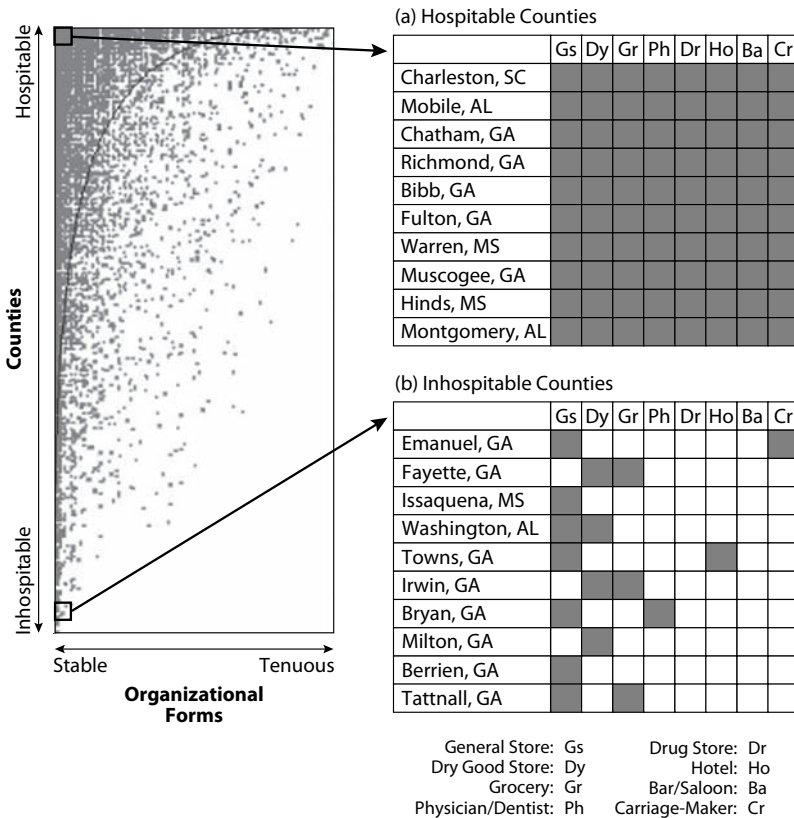 Hospitable
Inhospitable
Counties
Stable Tenuous
Organizational
Forms
(a) Hospitable Counties
Gs Dy Gr Ph Dr Ho Ba Cr
Charleston, SC
Mobile, AL
Chatham, GA
Richmond, GA
Bibb, GA
Fulton, GA
Warren, MS
Muscogee, GA
Hinds, MS
Montgomery, AL
(b) Inhospitable Counties
Gs Dy Gr Ph Dr Ho Ba Cr
Emanuel, GA
Fayette, GA
Issaquena, MS
Washington, AL
Towns, GA
Irwin, GA
Bryan, GA
Milton, GA
Berrien, GA
Tattnall, GA
General Store: Gs Drug Store: Dr
Dry Good Store: Dy Hotel: Ho
Grocery: Gr Bar/Saloon: Ba
Physician/Dentist: Ph Carriage-Maker: Cr